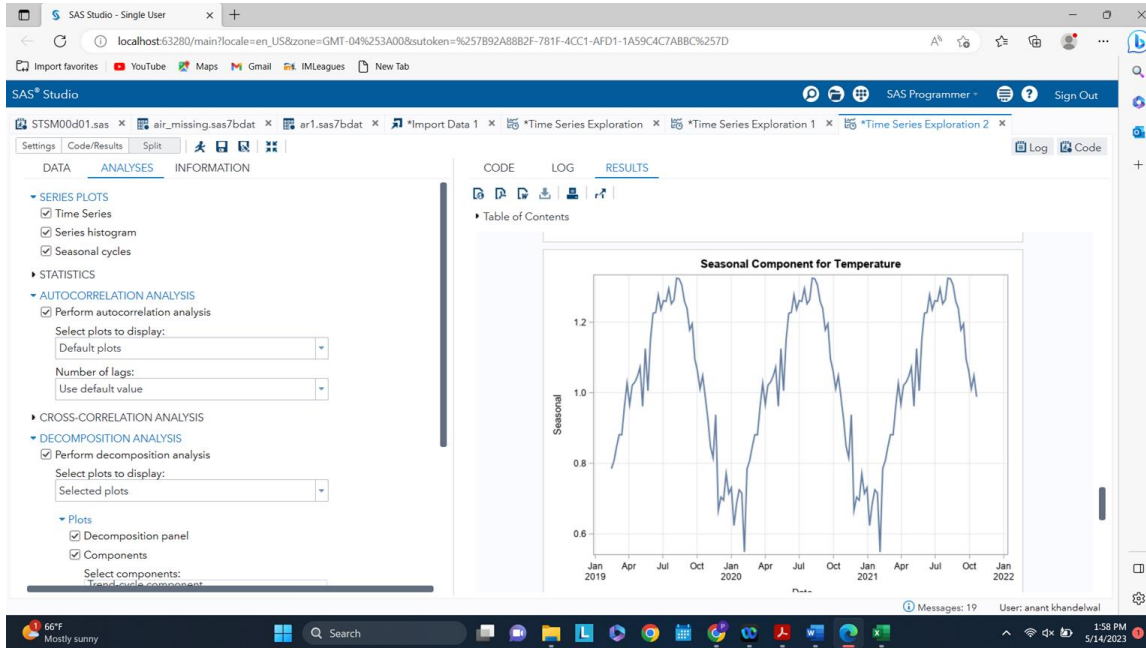 SAS Studio - Single User
localhost:63280/main?locale=en_US&zone=GMT-04%253A00&sutoken=%257B92A88B2F-781F-4CC1-AFD1-1A59C4C7ABBC%257D
Import favorites YouTube Maps Gmail IMLeagues New Tab
SAS® Studio SAS Programmer Sign Out
STSM00d01.sas air_missing.sas7bdat ar1.sas7bdat *Import Data 1 *Time Series Exploration *Time Series Exploration 1 *Time Series Exploration 2
Settings Code/Results Split Log Code
DATA ANALYSES INFORMATION
CODE LOG RESULTS
Table of Contents
SERIES PLOTS
Time Series
Series histogram
Seasonal cycles
STATISTICS
AUTOCORRELATION ANALYSIS
Perform autocorrelation analysis
Select plots to display:
Default plots
Number of lags:
Use default value
CROSS-CORRELATION ANALYSIS
DECOMPOSITION ANALYSIS
Perform decomposition analysis
Select plots to display:
Selected plots
Plots
Decomposition panel
Components
Select components:
Trend-cycle component
Seasonal Component for Temperature
Seasonal
1.2
1.0
0.8
0.6
Jan Apr Jul Oct Jan Apr Jul Oct Jan Apr Jul Oct Jan
2019 2020 2021 2022
Date
Messages: 19 User: anant khandelwal
1 66°F
Mostly sunny
Search
1:58 PM
5/14/2023